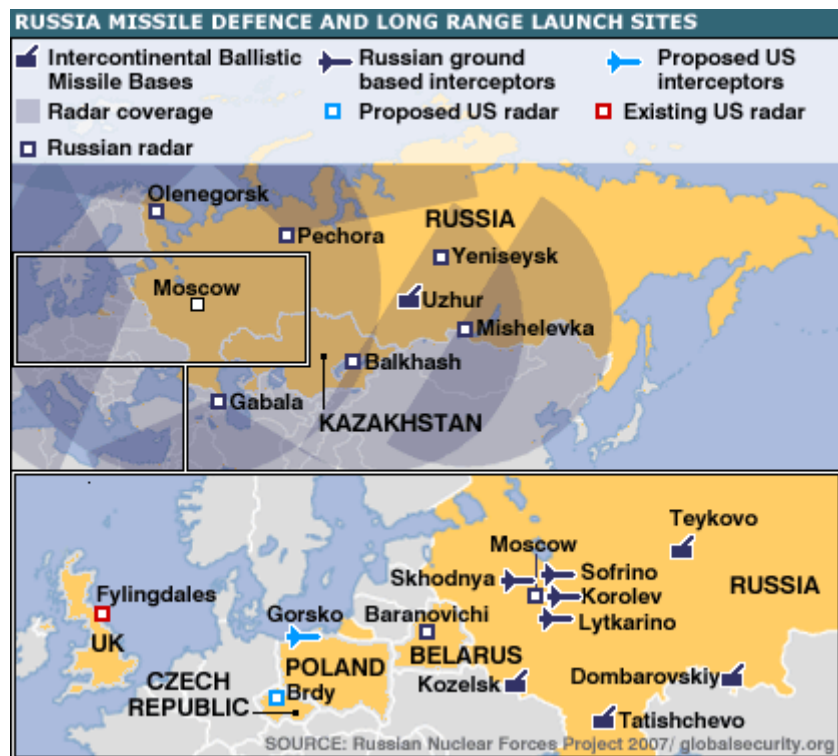 RUSSIA MISSILE DEFENCE AND LONG RANGE LAUNCH SITES
Intercontinental Ballistic
Missile Bases
Russian ground
based interceptors
Proposed US
interceptors
Radar coverage
Proposed US radar
Existing US radar
Russian radar
Olenegorsk
RUSSIA
Pechora
Yeniseysk
Moscow
Uzhur
Mishelevka
Balkhash
Gabala
KAZAKHSTAN
Teykovo
Moscow
Skhodnya
Sofrino
RUSSIA
Fylingdales
Korolev
Gorsko
Baranovichi
Lytkarino
UK
BELARUS
POLAND
Dombarovskiy
CZECH
REPUBLIC
Brdy
Kozelsk
Tatishchevo
SOURCE: Russian Nuclear Forces Project 2007/ globalsecurity.org